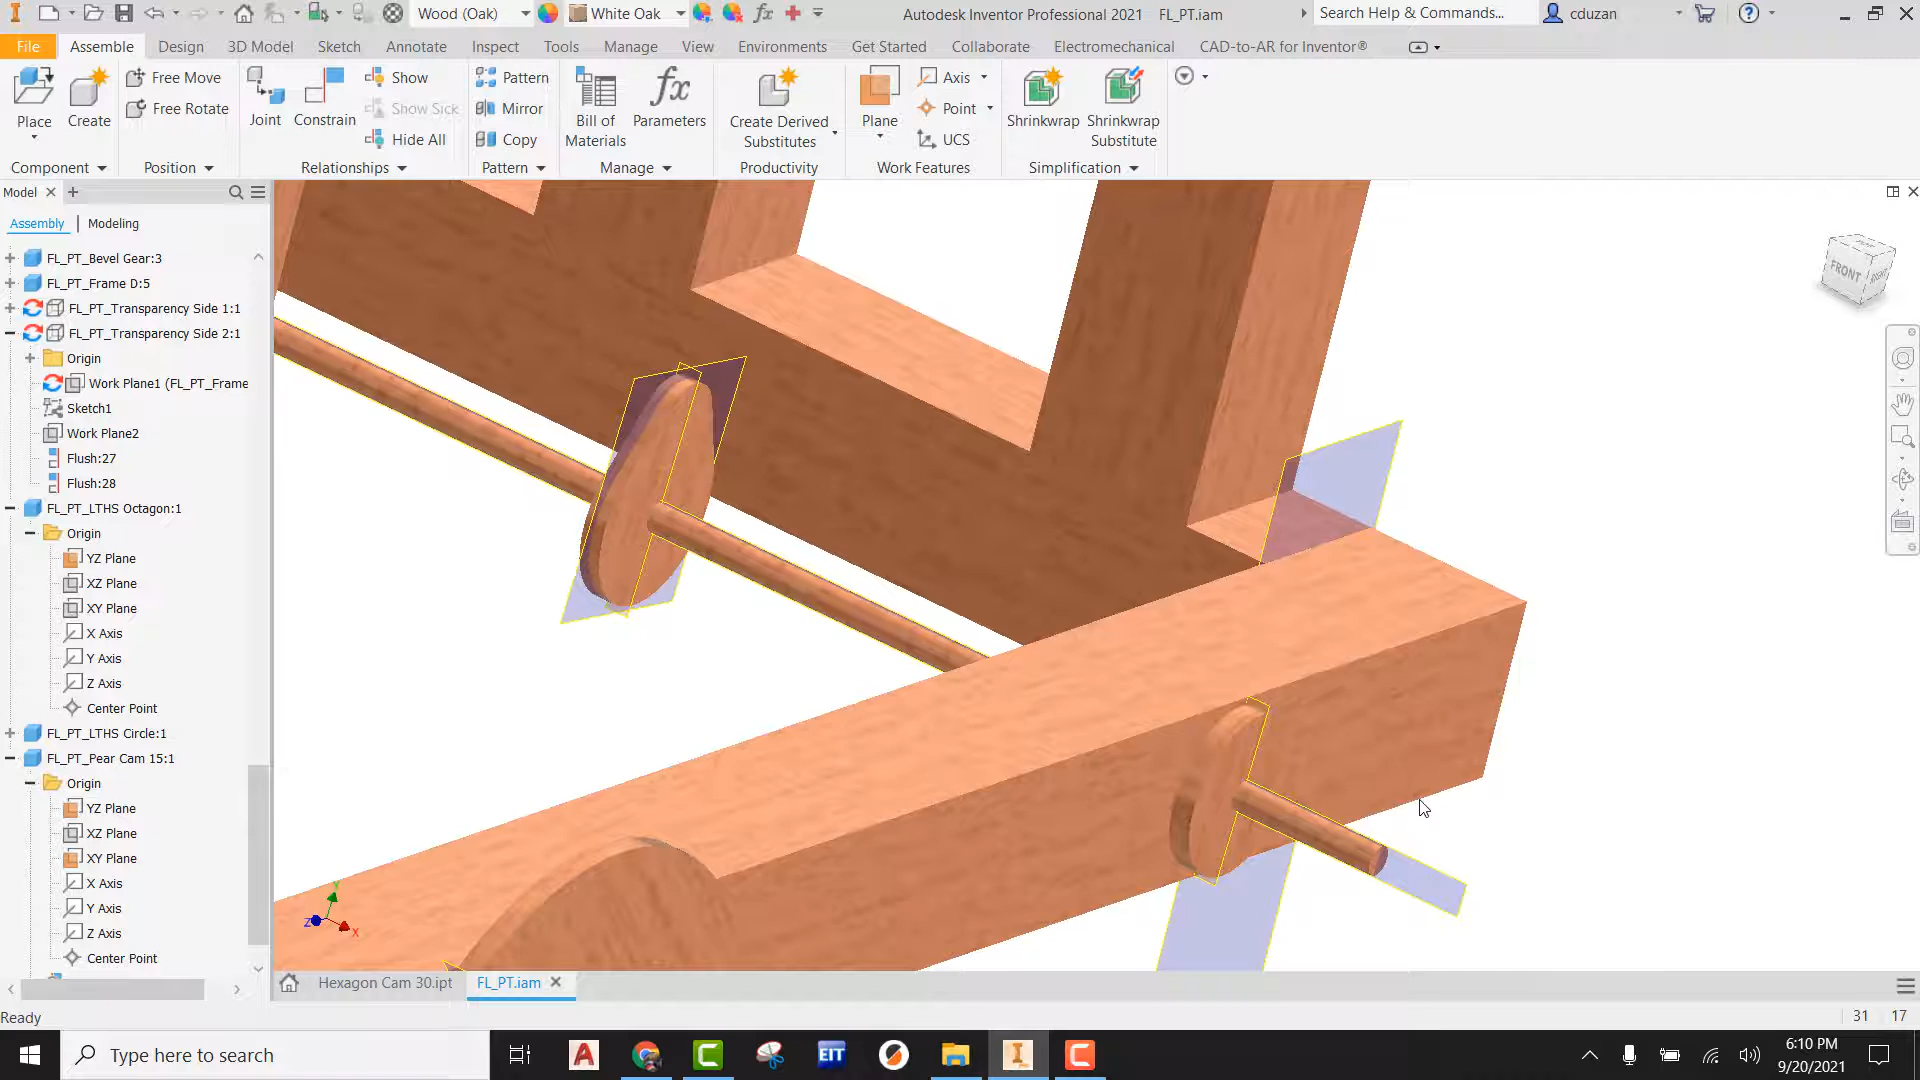 Wood (Oak)
White Oak
fx
Autodesk Inventor Professional 2021 FL_PT.iam
Search Help & Commands...
cduzan
File
Assemble
Design
3D Model
Sketch
Annotate
Inspect
Tools
Manage
View
Environments
Get Started
Collaborate
Electromechanical
CAD-to-AR for Inventor®
Place
Create
Free Move
Free Rotate
Joint
Constrain
Show
Show Sick
Hide All
Pattern
Mirror
Copy
Bill of
Materials
fx
Parameters
Create Derived
Substitutes
Plane
Axis
Point
UCS
Shrinkwrap
Shrinkwrap
Substitute
Component
Position
Relationships
Pattern
Manage
Productivity
Work Features
Simplification
Model
Assembly
Modeling
FL_PT_Bevel Gear:3
FL_PT_Frame D:5
FL_PT_Transparency Side 1:1
FL_PT_Transparency Side 2:1
Origin
Work Plane1 (FL_PT_Frame
Sketch1
Work Plane2
Flush:27
Flush:28
FL_PT_LTHS Octagon:1
Origin
YZ Plane
XZ Plane
XY Plane
X Axis
Y Axis
Z Axis
Center Point
FL_PT_LTHS Circle:1
FL_PT_Pear Cam 15:1
Origin
YZ Plane
XZ Plane
XY Plane
X Axis
Y Axis
Z Axis
Center Point
FRONT
RIGHT
Y
Z
X
Hexagon Cam 30.ipt
FL_PT.iam
Ready
31 17
Type here to search
EIT
6:10 PM
9/20/2021